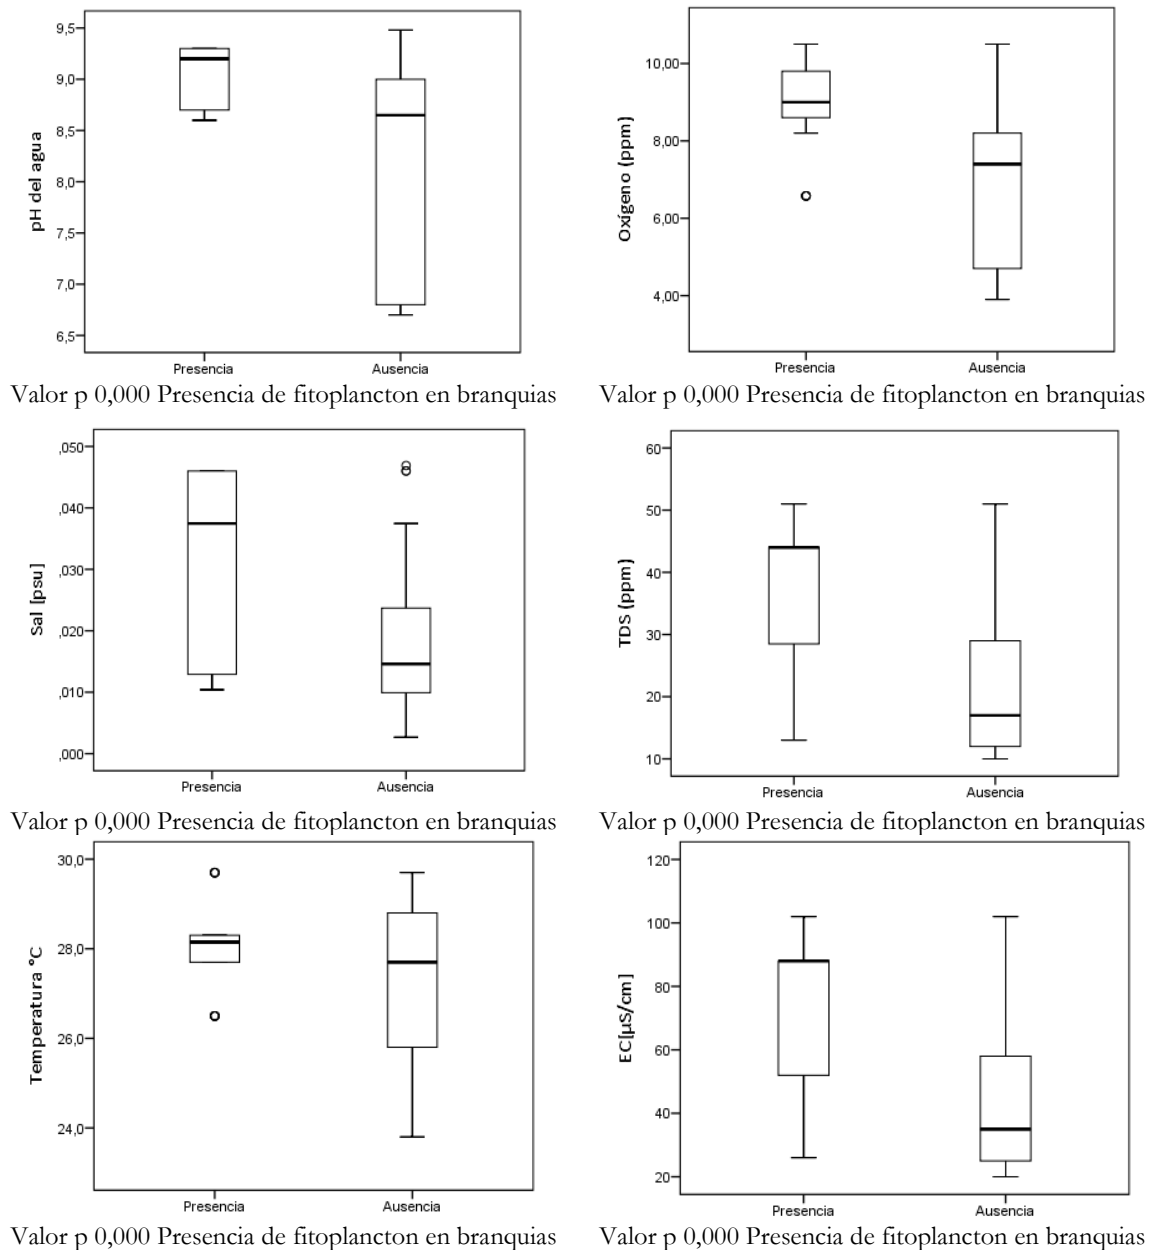 9,5
9,0
8,5
8,0
7,5
7,0
6,5
pH del agua
Presencia Ausencia
Valor p 0,000 Presencia de fitoplancton en branquias
10,00
8,00
6,00
4,00
Oxígeno (ppm)
Presencia Ausencia
Valor p 0,000 Presencia de fitoplancton en branquias
,050
,040
,030
,020
,010
,000
Sal [psu]
Presencia Ausencia
Valor p 0,000 Presencia de fitoplancton en branquias
60
50
40
30
20
10
TDS (ppm)
Presencia Ausencia
Valor p 0,000 Presencia de fitoplancton en branquias
30,0
28,0
26,0
24,0
Temperatura °C
Presencia Ausencia
Valor p 0,000 Presencia de fitoplancton en branquias
120
100
80
60
40
20
EC[µS/cm]
Presencia Ausencia
Valor p 0,000 Presencia de fitoplancton en branquias